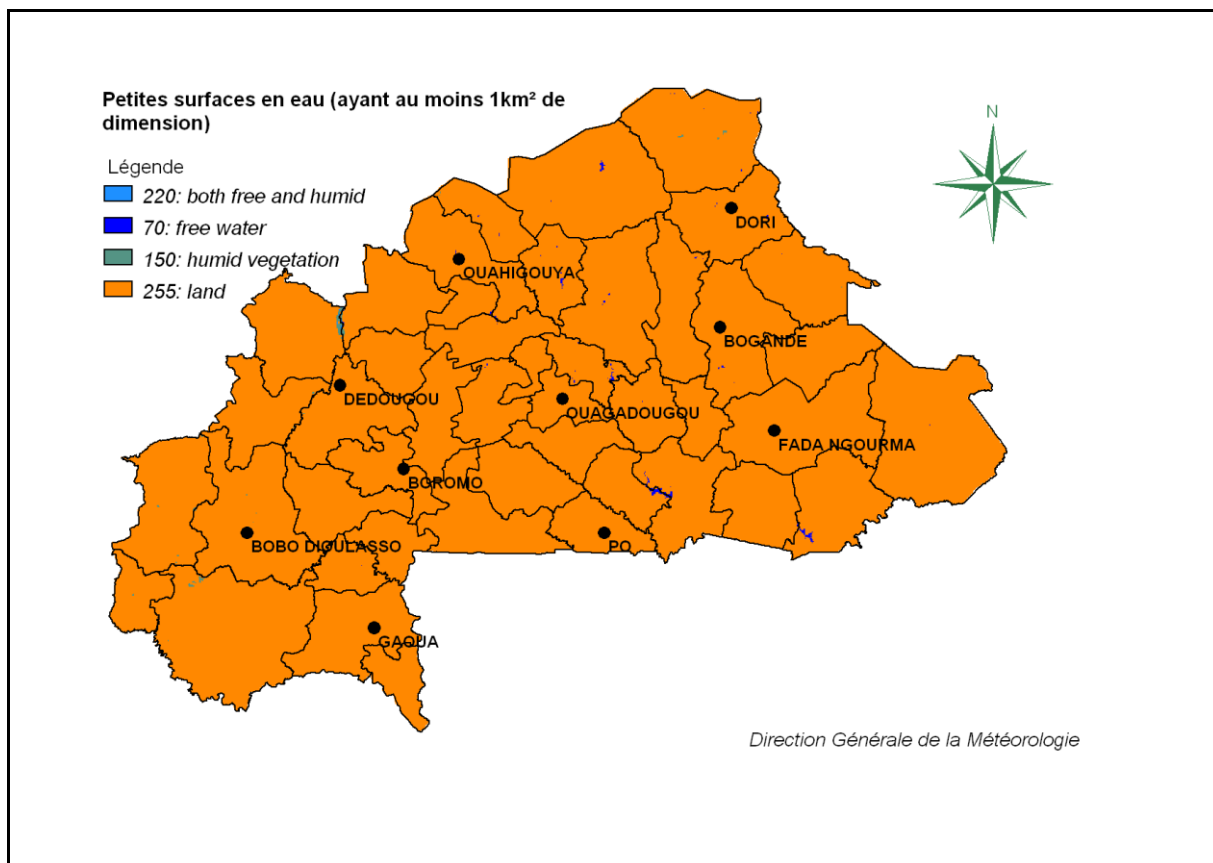 Petites surfaces en eau (ayant au moins 1km² de
dimension)
Légende
220: both free and humid
70: free water
150: humid vegetation
255: land
N
DORI
OUAHIGOUYA
BOGANDE
DEDOUGOU
OUAGADOUGOU
FADA NGOURMA
BOROMO
BOBO DIOULASSO
PO
GAOUA
Direction Générale de la Météorologie